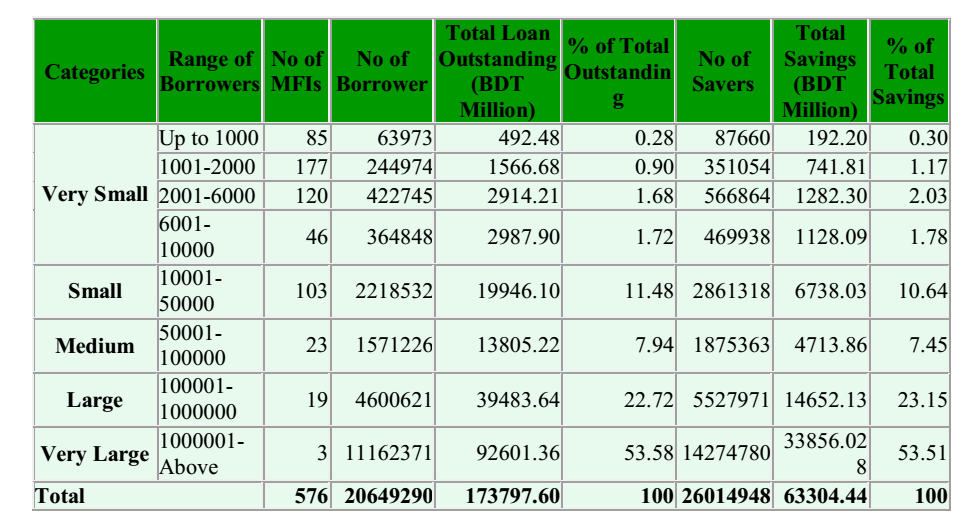 Categories Range of Borrowers No of MFIs No of Borrower Total Loan Outstanding (BDT Million) % of Total Outstandin g No of Savers Total Savings (BDT Million) % of Total Savings
Very Small Up to 1000 85 63973 492.48 0.28 87660 192.20 0.30
1001-2000 177 244974 1566.68 0.90 351054 741.81 1.17
2001-6000 120 422745 2914.21 1.68 566864 1282.30 2.03
6001-10000 46 364848 2987.90 1.72 469938 1128.09 1.78
Small 10001-50000 103 2218532 19946.10 11.48 2861318 6738.03 10.64
Medium 50001-100000 23 1571226 13805.22 7.94 1875363 4713.86 7.45
Large 100001-1000000 19 4600621 39483.64 22.72 5527971 14652.13 23.15
Very Large 1000001-Above 3 11162371 92601.36 53.58 14274780 33856.02 8 53.51
Total 576 20649290 173797.60 100 26014948 63304.44 100